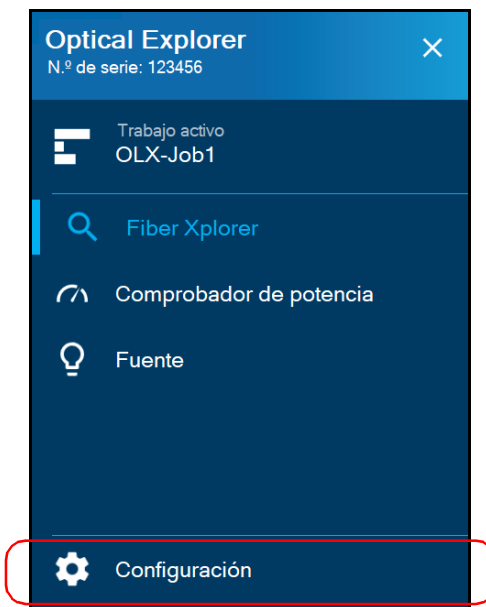 Optical Explorer
N.º de serie: 123456
Trabajo activo
OLX-Job1
Fiber Xplorer
Comprobador de potencia
Fuente
Configuración